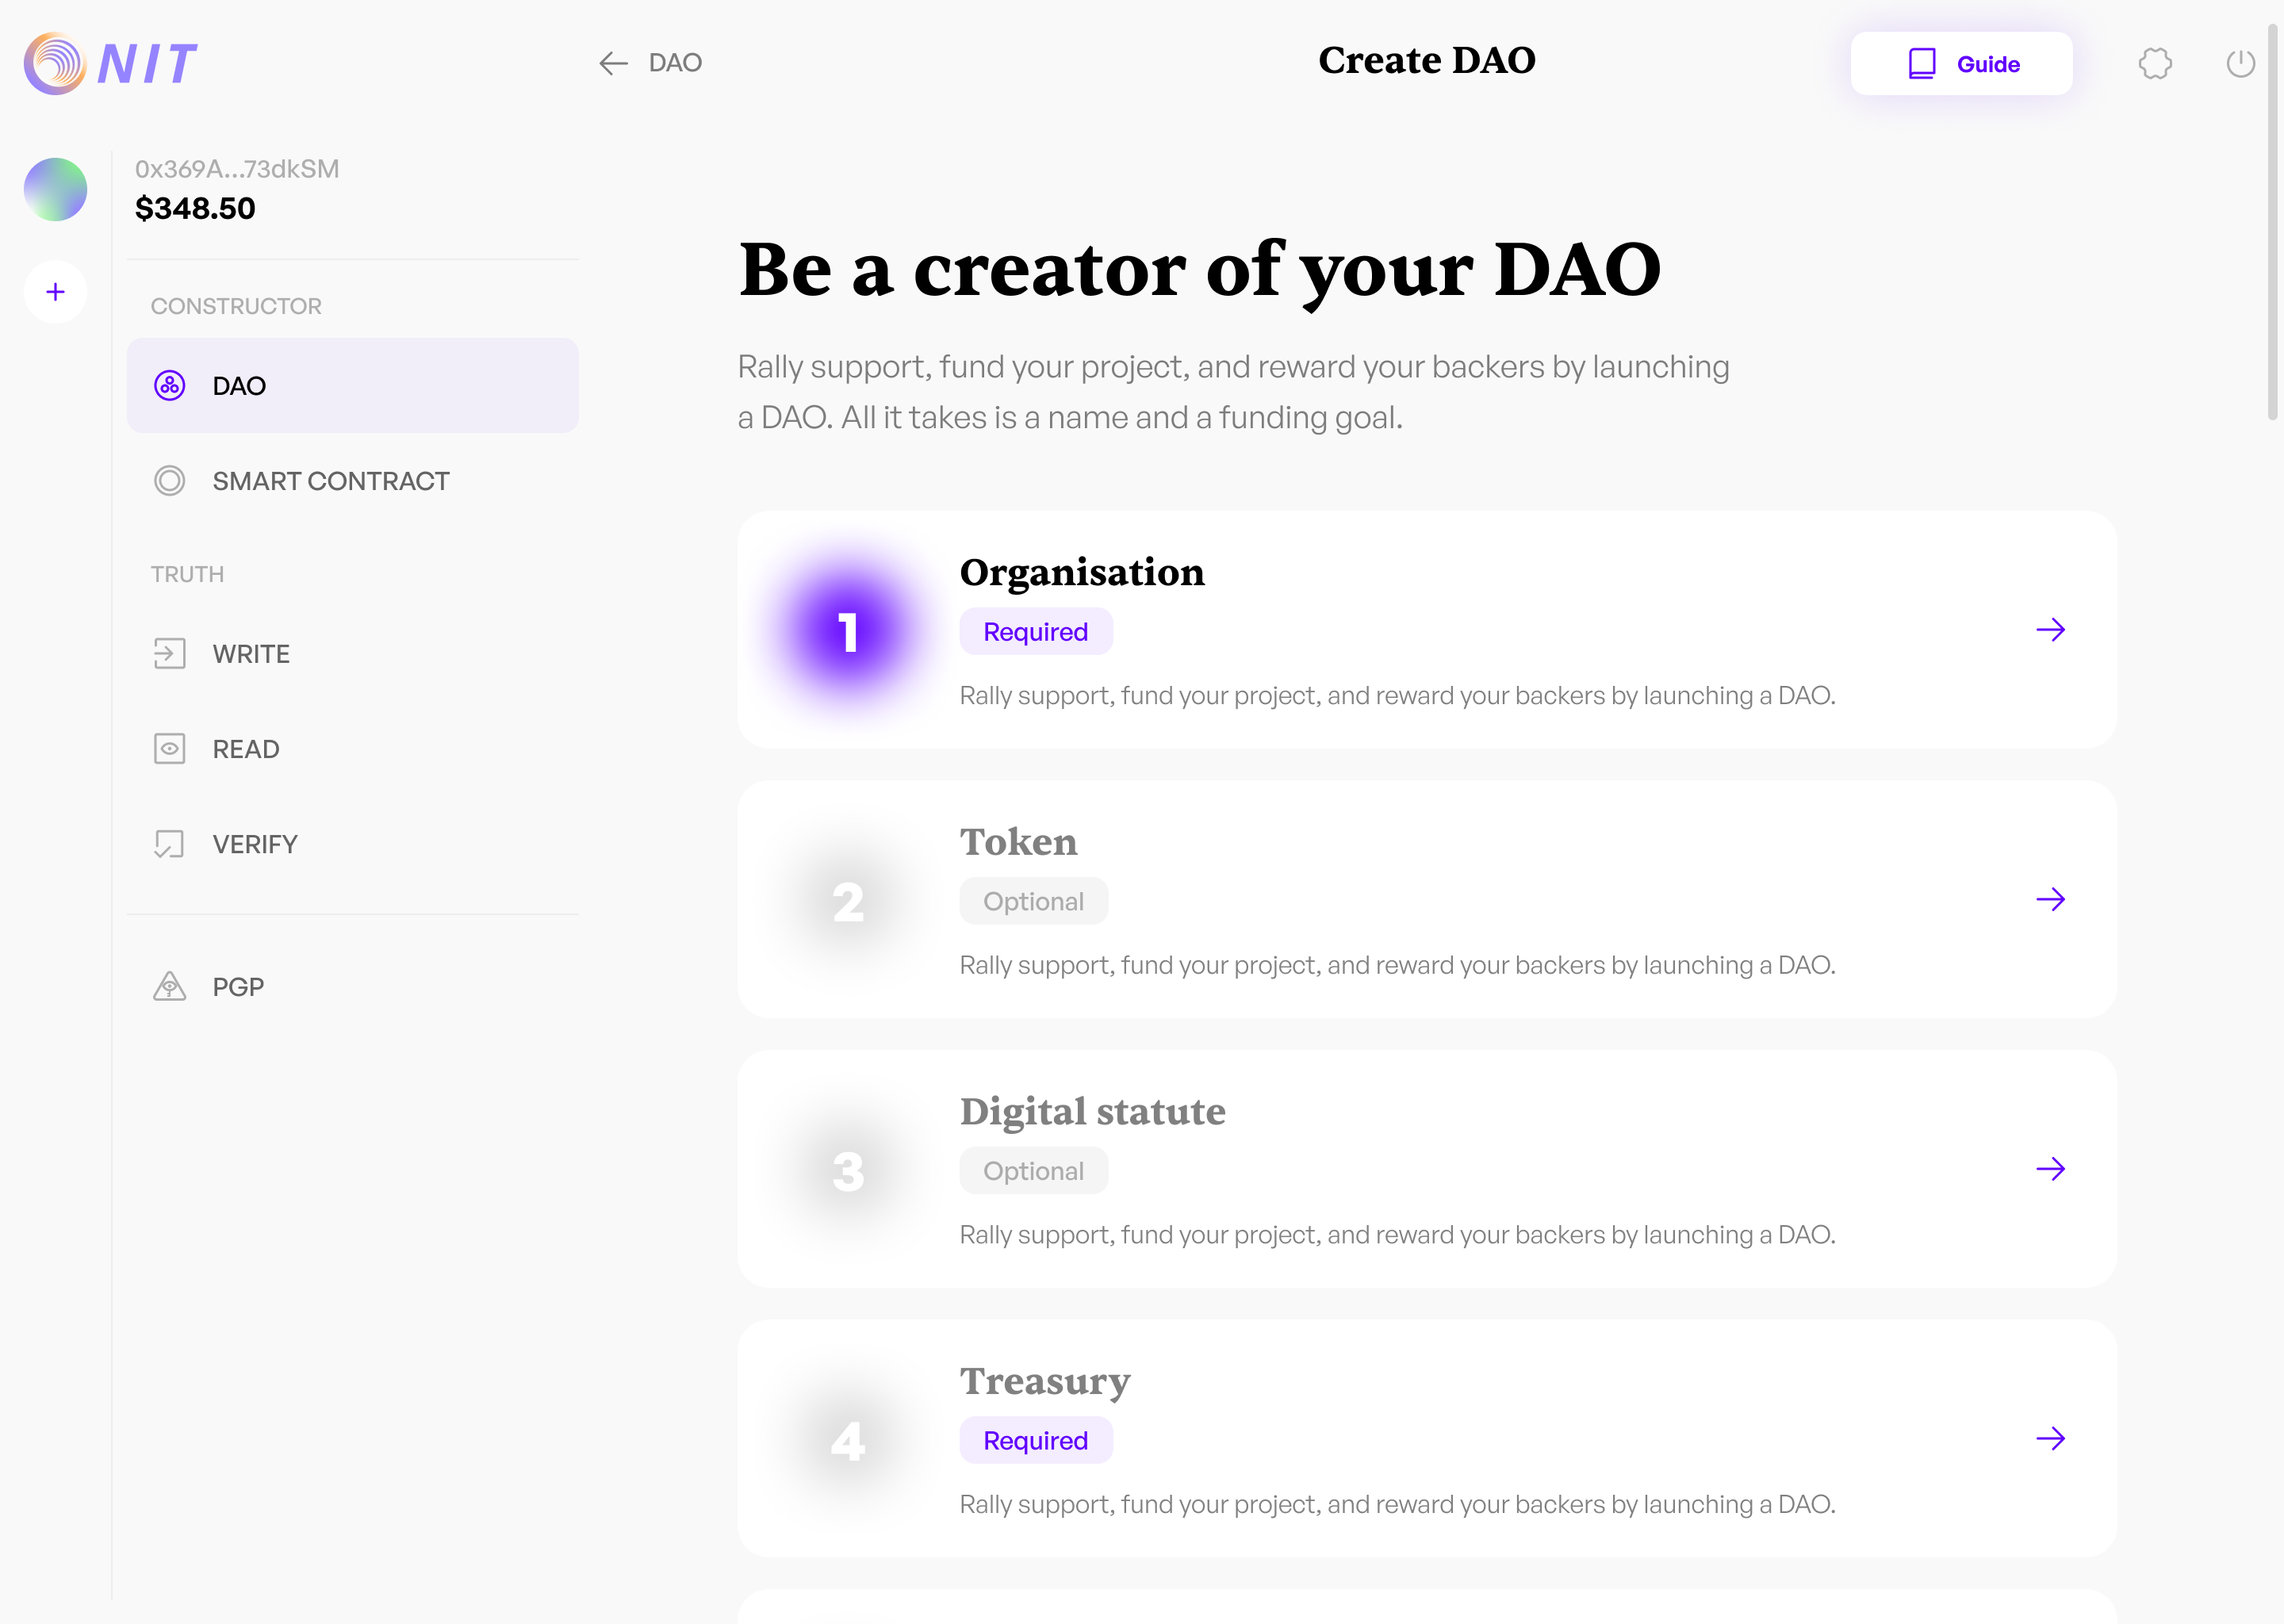 NIT
DAO
Create DAO
Guide
0x369A...73dkSM
$348.50
CONSTRUCTOR
DAO
SMART CONTRACT
TRUTH
WRITE
READ
VERIFY
PGP
Be a creator of your DAO
Rally support, fund your project, and reward your backers by launching
a DAO. All it takes is a name and a funding goal.
1
Organisation
Required
Rally support, fund your project, and reward your backers by launching a DAO.
2
Token
Optional
Rally support, fund your project, and reward your backers by launching a DAO.
3
Digital statute
Optional
Rally support, fund your project, and reward your backers by launching a DAO.
4
Treasury
Required
Rally support, fund your project, and reward your backers by launching a DAO.